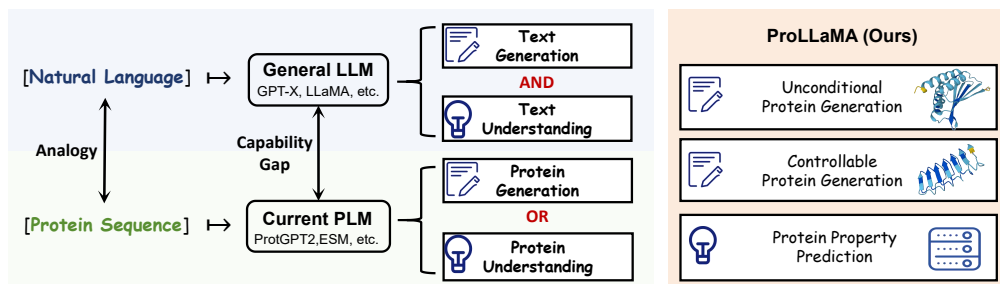 [Natural Language] ↦
General LLM
GPT-X, LLaMA, etc.
Text
Generation
AND
Text
Understanding
Analogy
Capability
Gap
[Protein Sequence] ↦
Current PLM
ProtGPT2,ESM, etc.
Protein
Generation
OR
Protein
Understanding
ProLLaMA (Ours)
Unconditional
Protein Generation
Controllable
Protein Generation
Protein Property
Prediction